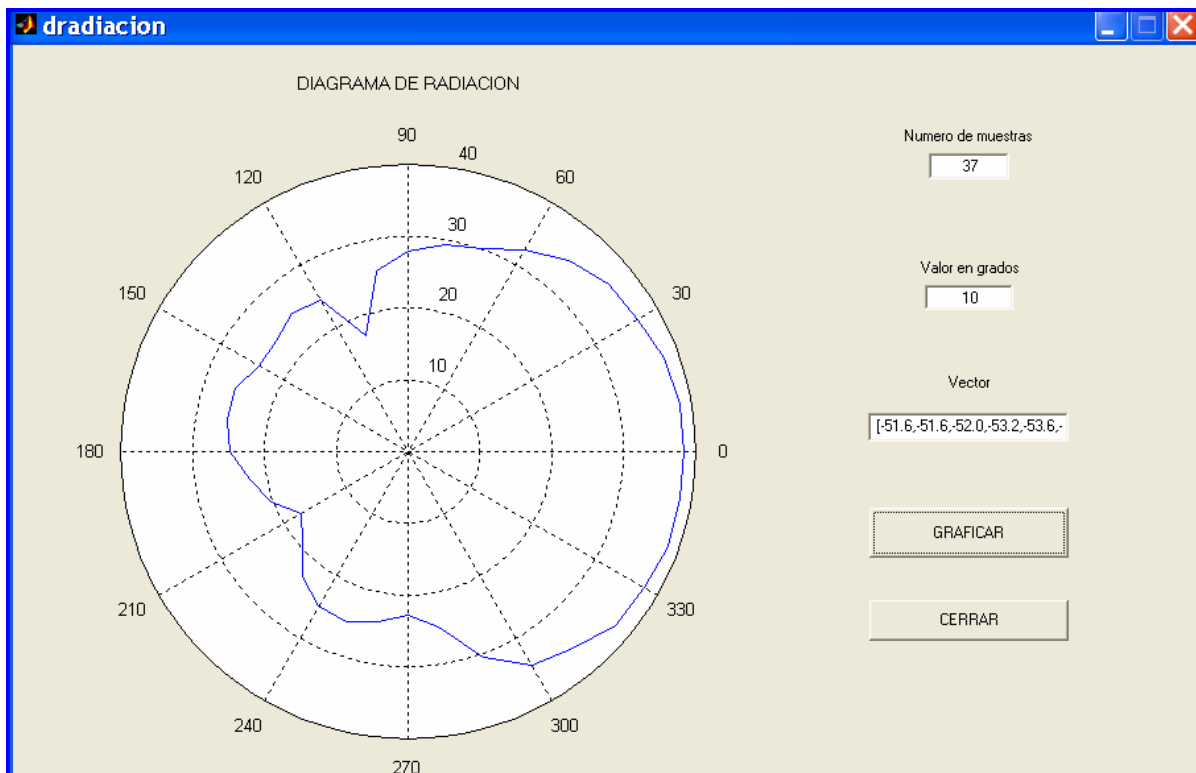 dradiacion
DIAGRAMA DE RADIACION
90
40
120
60
30
150
30
20
10
180
0
210
330
240
300
270
Numero de muestras
37
Valor en grados
10
Vector
[-51.6,-51.6,-52.0,-53.2,-53.6,-
GRAFICAR
CERRAR